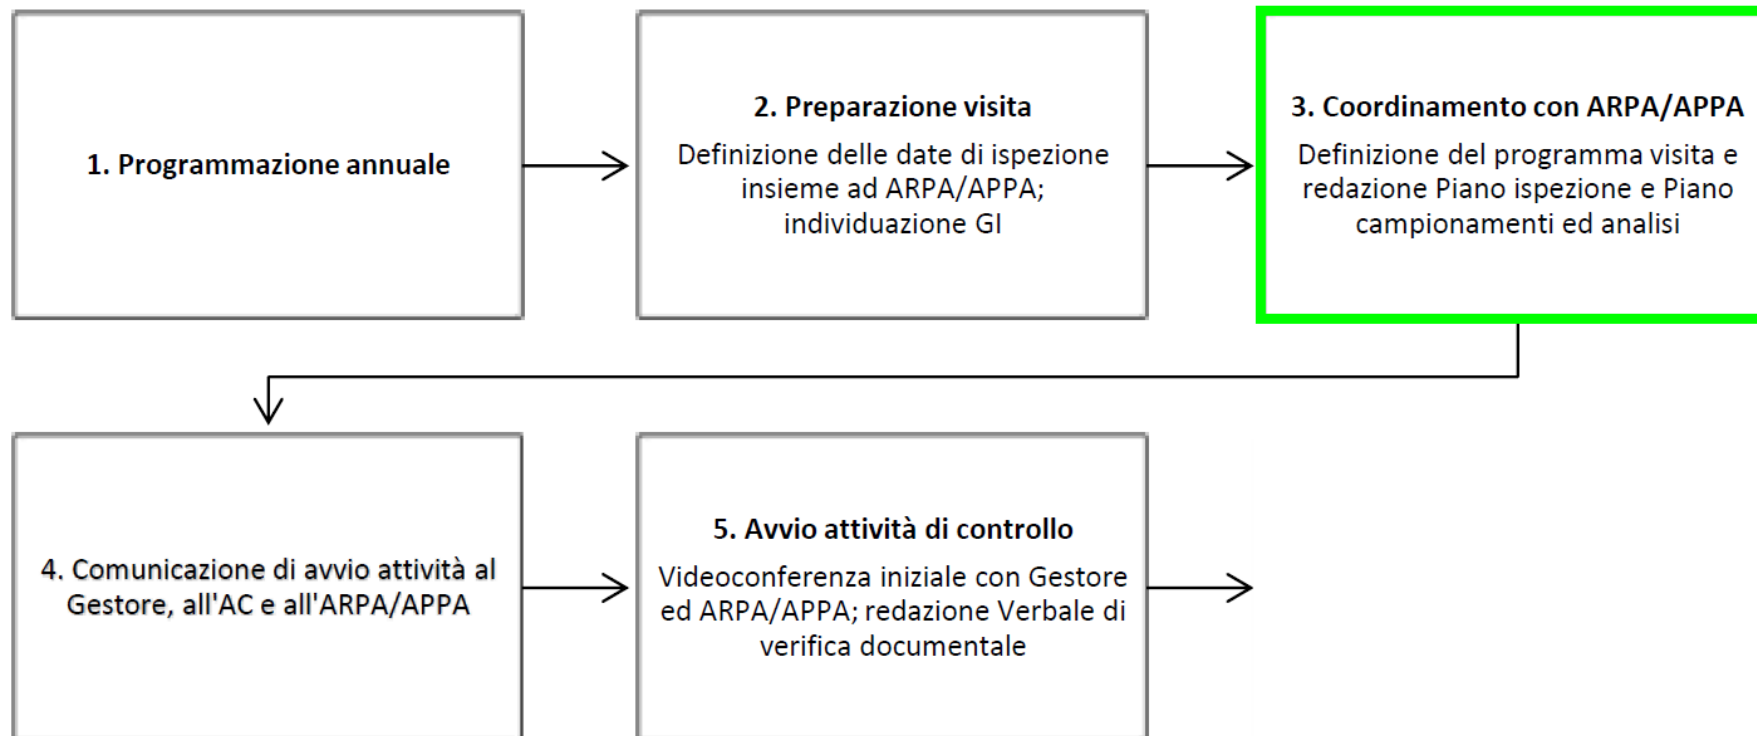 1. Programmazione annuale
2. Preparazione visita
Definizione delle date di ispezione
insieme ad ARPA/APPA;
individuazione GI
3. Coordinamento con ARPA/APPA
Definizione del programma visita e
redazione Piano ispezione e Piano
campionamenti ed analisi
4. Comunicazione di avvio attività al
Gestore, all'AC e all'ARPA/APPA
5. Avvio attività di controllo
Videoconferenza iniziale con Gestore
ed ARPA/APPA; redazione Verbale di
verifica documentale